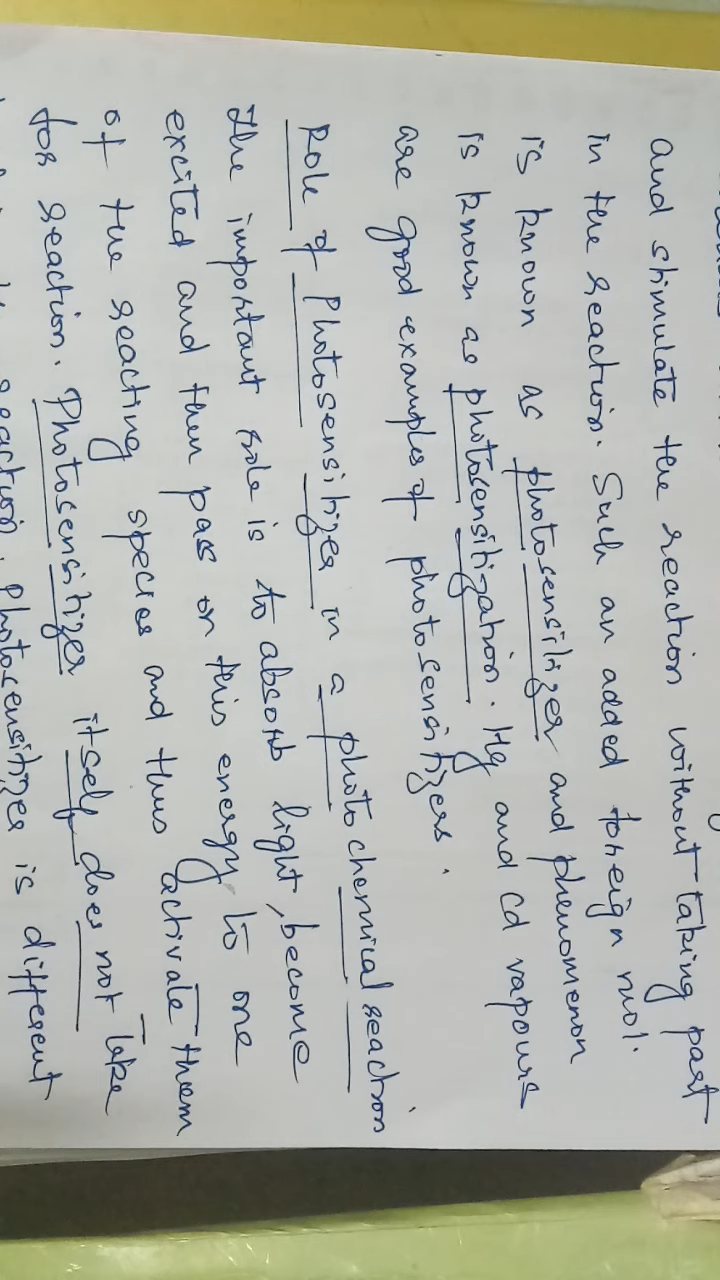 and stimulate the reaction without taking past
in the reaction. Such an added foreign mol.
is known as photosensitizer and phenomenon
is known as photosensitization. Hg and Cd vapours
are good examples of photosensitizers.
Role of Photosensitizer in a photochemical reaction
The important role is to absorb light, become
excited and then pass on this energy to one
of the reacting species and thus activate them
for reaction. Photosensitizer itself does not take
reaction. Photosensitizer is different